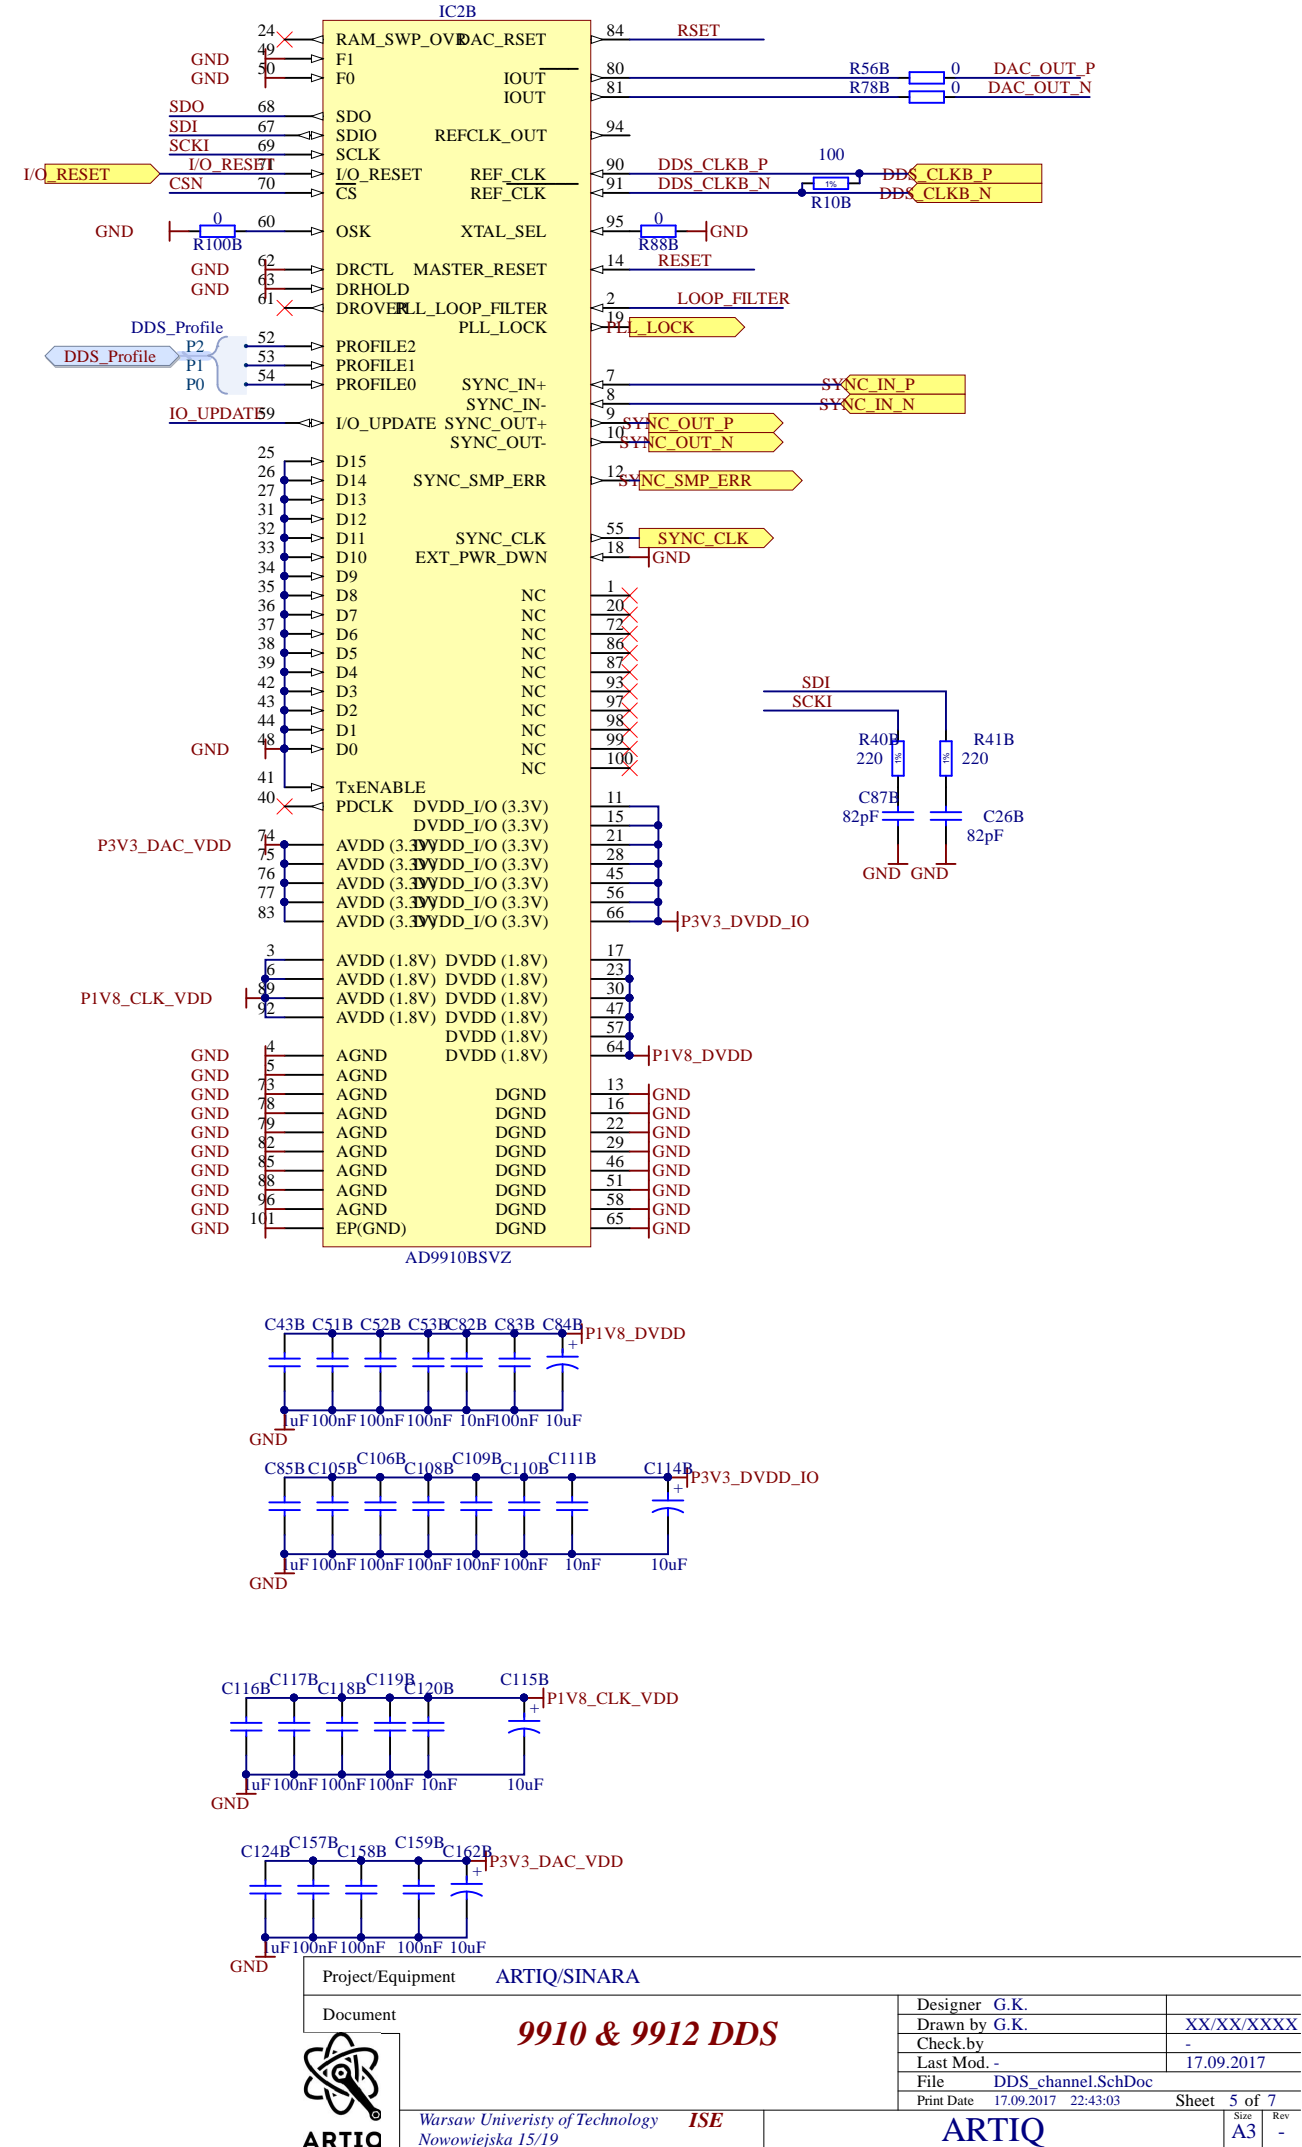 IC2B
24 RAM_SWP_OVR DAC_RSET 84 RSET
GND 49 F1
GND 50 F0 IOUT 80 R56B 0 DAC_OUT_P
IOUT 81 R78B 0 DAC_OUT_N
SDO 68 SDO
SDI 67 SDIO REFCLK_OUT 94
SCKI 69 SCLK 100
I/O_RESET I/O_RESET 71 I/O_RESET REF_CLK 90 DDS_CLKB_P 1% DDS_CLKB_P
CSN 70 CS REF_CLK 91 DDS_CLKB_N R10B DDS_CLKB_N
GND 0 R100B 60 OSK XTAL_SEL 95 0 R88B GND
GND 62 DRCTL MASTER_RESET 14 RESET
GND 63 DRHOLD
61 DROVER PLL_LOOP_FILTER 2 LOOP_FILTER
PLL_LOCK 19 PLL_LOCK
DDS_Profile
P2 52 PROFILE2
DDS_Profile P1 53 PROFILE1
P0 54 PROFILE0 SYNC_IN+ 7 SYNC_IN_P
SYNC_IN- 8 SYNC_IN_N
IO_UPDATE 59 I/O_UPDATE SYNC_OUT+ 9 SYNC_OUT_P
SYNC_OUT- 10 SYNC_OUT_N
25 D15
26 D14 SYNC_SMP_ERR 12 SYNC_SMP_ERR
27 D13
31 D12
32 D11 SYNC_CLK 55 SYNC_CLK
33 D10 EXT_PWR_DWN 18 GND
34 D9
35 D8 NC 1
36 D7 NC 20
37 D6 NC 72
38 D5 NC 86
39 D4 NC 87
42 D3 NC 93
43 D2 NC 97
44 D1 NC 98
GND 48 D0 NC 99
NC 100
41 TxENABLE
40 PDCLK DVDD_I/O (3.3V) 11
DVDD_I/O (3.3V) 15
P3V3_DAC_VDD 74 AVDD (3.3V) DVDD_I/O (3.3V) 21
75 AVDD (3.3V) DVDD_I/O (3.3V) 28
76 AVDD (3.3V) DVDD_I/O (3.3V) 45
77 AVDD (3.3V) DVDD_I/O (3.3V) 56
83 AVDD (3.3V) DVDD_I/O (3.3V) 66 P3V3_DVDD_IO
3 AVDD (1.8V) DVDD (1.8V) 17
6 AVDD (1.8V) DVDD (1.8V) 23
P1V8_CLK_VDD 89 AVDD (1.8V) DVDD (1.8V) 30
92 AVDD (1.8V) DVDD (1.8V) 47
DVDD (1.8V) 57
GND 4 AGND DVDD (1.8V) 64 P1V8_DVDD
GND 5 AGND
GND 73 AGND DGND 13 GND
GND 78 AGND DGND 16 GND
GND 79 AGND DGND 22 GND
GND 82 AGND DGND 29 GND
GND 85 AGND DGND 46 GND
GND 88 AGND DGND 51 GND
GND 96 AGND DGND 58 GND
GND 101 EP(GND) DGND 65 GND
AD9910BSVZ
SDI
SCKI
R40B R41B
220 1% 1% 220
C87B
82pF C26B
82pF
GND GND
C43B C51B C52B C53B C82B C83B C84B P1V8_DVDD
+
1uF 100nF 100nF 100nF 10nF 100nF 10uF
GND
C85B C105B C106B C108B C109B C110B C111B C114B P3V3_DVDD_IO
+
1uF 100nF 100nF 100nF 100nF 100nF 10nF 10uF
GND
C116B C117B C118B C119B C120B C115B P1V8_CLK_VDD
+
1uF 100nF 100nF 100nF 10nF 10uF
GND
C124B C157B C158B C159B C162B P3V3_DAC_VDD
+
1uF 100nF 100nF 100nF 10uF
GND
Project/Equipment ARTIQ/SINARA
Document 9910 & 9912 DDS
Designer G.K.
Drawn by G.K. XX/XX/XXXX
Check.by -
Last Mod. - 17.09.2017
File DDS_channel.SchDoc
Print Date 17.09.2017 22:43:03 Sheet 5 of 7
ARTIQ
Warsaw Univeristy of Technology ISE
Nowowiejska 15/19
ARTIQ
Size A3 Rev -